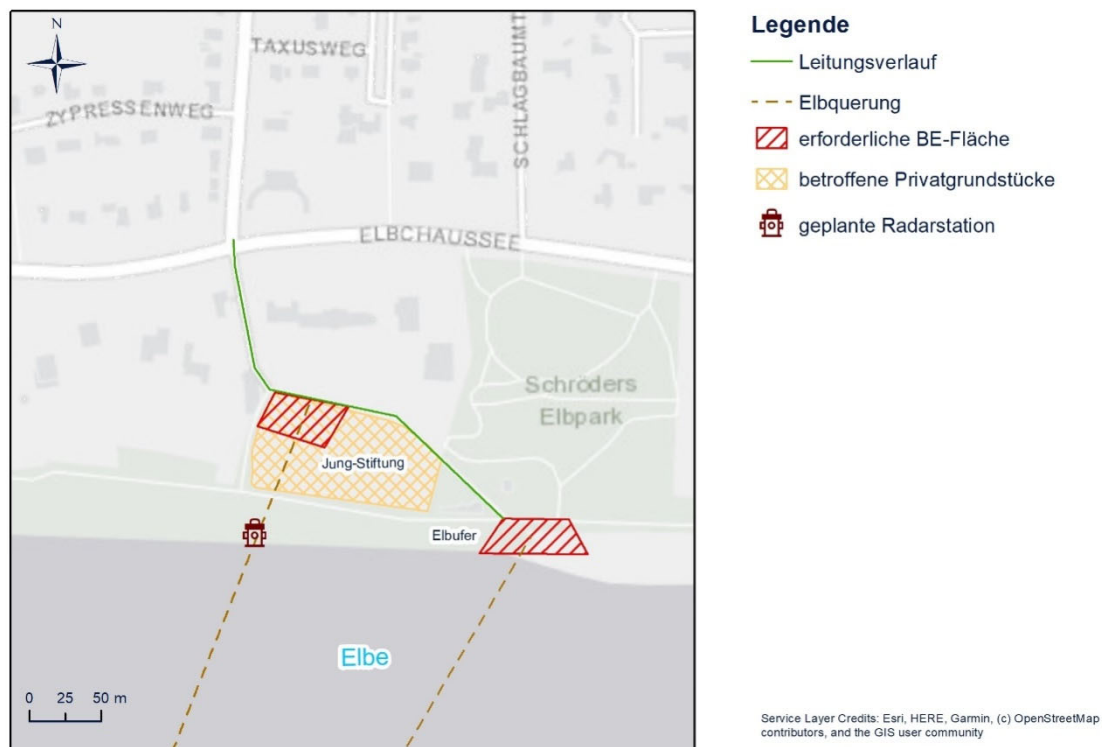 N
TAXUSWEG
ZYPRESSENWEG
SCHLAGBAUMT
ELBCHAUSSEE
Schröders
Elbpark
Jung-Stiftung
Elbufer
Elbe
0 25 50 m
Legende
Leitungsverlauf
Elbquerung
erforderliche BE-Fläche
betroffene Privatgrundstücke
geplante Radarstation
Service Layer Credits: Esri, HERE, Garmin, (c) OpenStreetMap
contributors, and the GIS user community